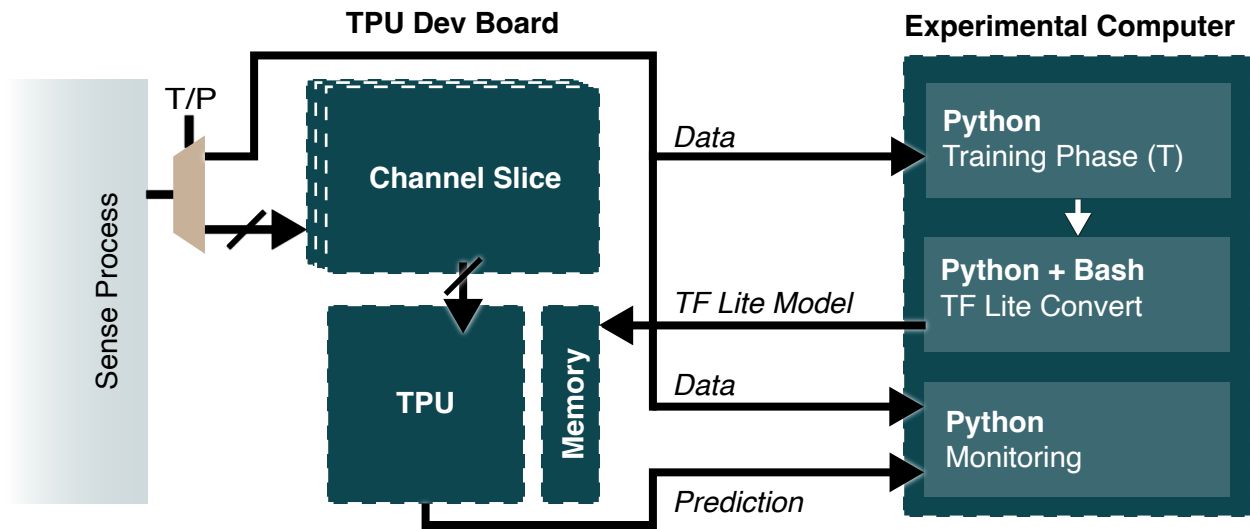 TPU Dev Board
Experimental Computer
T/P
Sense Process
Channel Slice
TPU
Memory
Data
TF Lite Model
Data
Prediction
Python
Training Phase (T)
Python + Bash
TF Lite Convert
Python
Monitoring